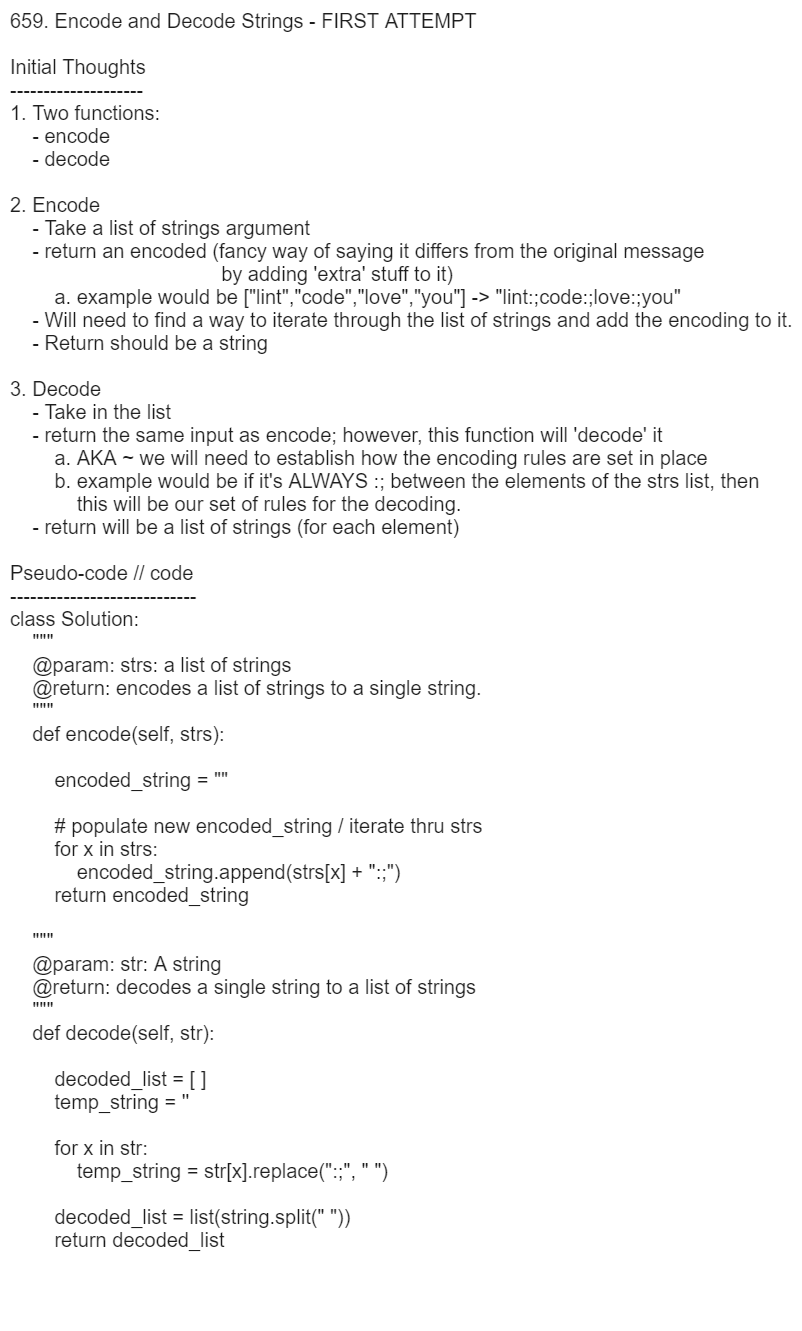 659. Encode and Decode Strings - FIRST ATTEMPT
Initial Thoughts
---------------------
1. Two functions:
- encode
- decode
2. Encode
- Take a list of strings argument
- return an encoded (fancy way of saying it differs from the original message
by adding 'extra' stuff to it)
a. example would be ["lint","code","love","you"] -> "lint:;code:;love:;you"
- Will need to find a way to iterate through the list of strings and add the encoding to it.
- Return should be a string
3. Decode
- Take in the list
- return the same input as encode; however, this function will 'decode' it
a. AKA ~ we will need to establish how the encoding rules are set in place
b. example would be if it's ALWAYS :; between the elements of the strs list, then
this will be our set of rules for the decoding.
- return will be a list of strings (for each element)
Pseudo-code // code
-----------------------------
class Solution:
"""
@param: strs: a list of strings
@return: encodes a list of strings to a single string.
"""
def encode(self, strs):
encoded_string = ""
# populate new encoded_string / iterate thru strs
for x in strs:
encoded_string.append(strs[x] + ":;")
return encoded_string
"""
@param: str: A string
@return: decodes a single string to a list of strings
"""
def decode(self, str):
decoded_list = [ ]
temp_string = ''
for x in str:
temp_string = str[x].replace(":;", " ")
decoded_list = list(string.split(" "))
return decoded_list